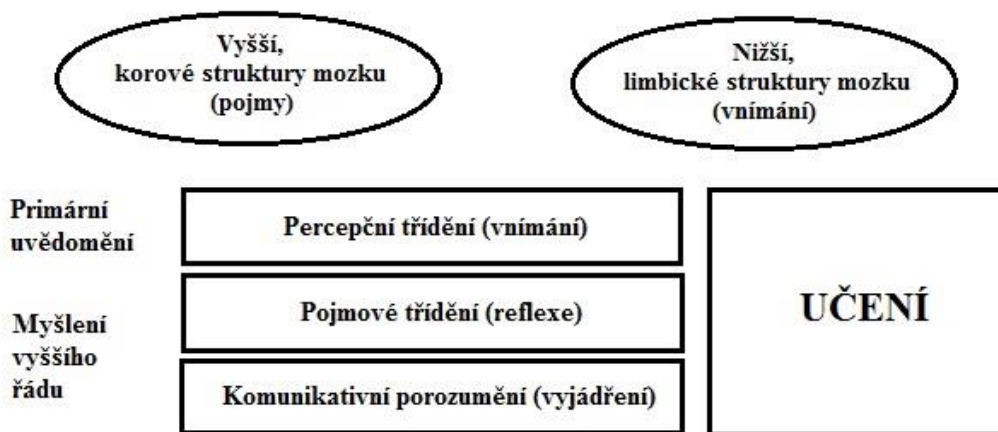 Vyšší,
korové struktury mozku
(pojmy)
Nižší,
limbické struktury mozku
(vnímání)
Primární
uvědomění
Percepční třídění (vnímání)
Pojmové třídění (reflexe)
UČENÍ
Myšlení
vyššího
řádu
Komunikativní porozumění (vyjádření)